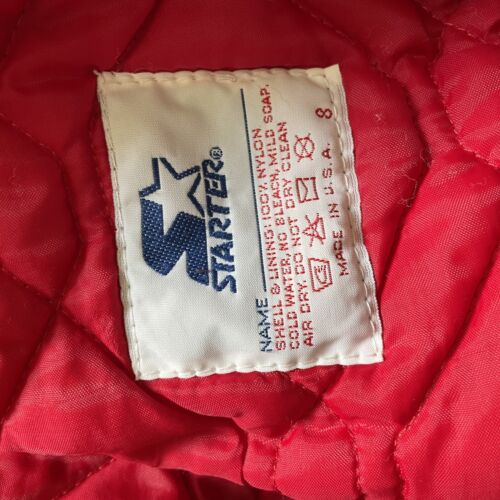 STARTER®
NAME
SHELL & LINING: 100% NYLON
COLD WATER, NO BLEACH, MILD SOAP,
AIR DRY. DO NOT DRY CLEAN
MADE IN U.S.A. 8